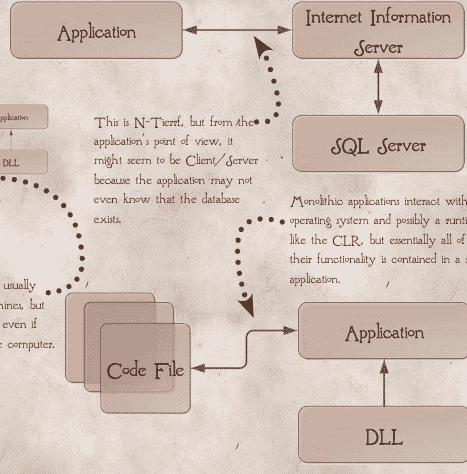 Application
Internet Information
Server
SQL Server
Application
DLL
This is N-Tier!, but from the
application's point of view, it
might seem to be Client/Server
because the application may not
even know that the database
exists.
Monolithic applications interact with
operating system and possibly a
like the CLR, but essentially all of
their functionality is contained in a
application.
usually
but
even if
computer.
Code File
Application
DLL